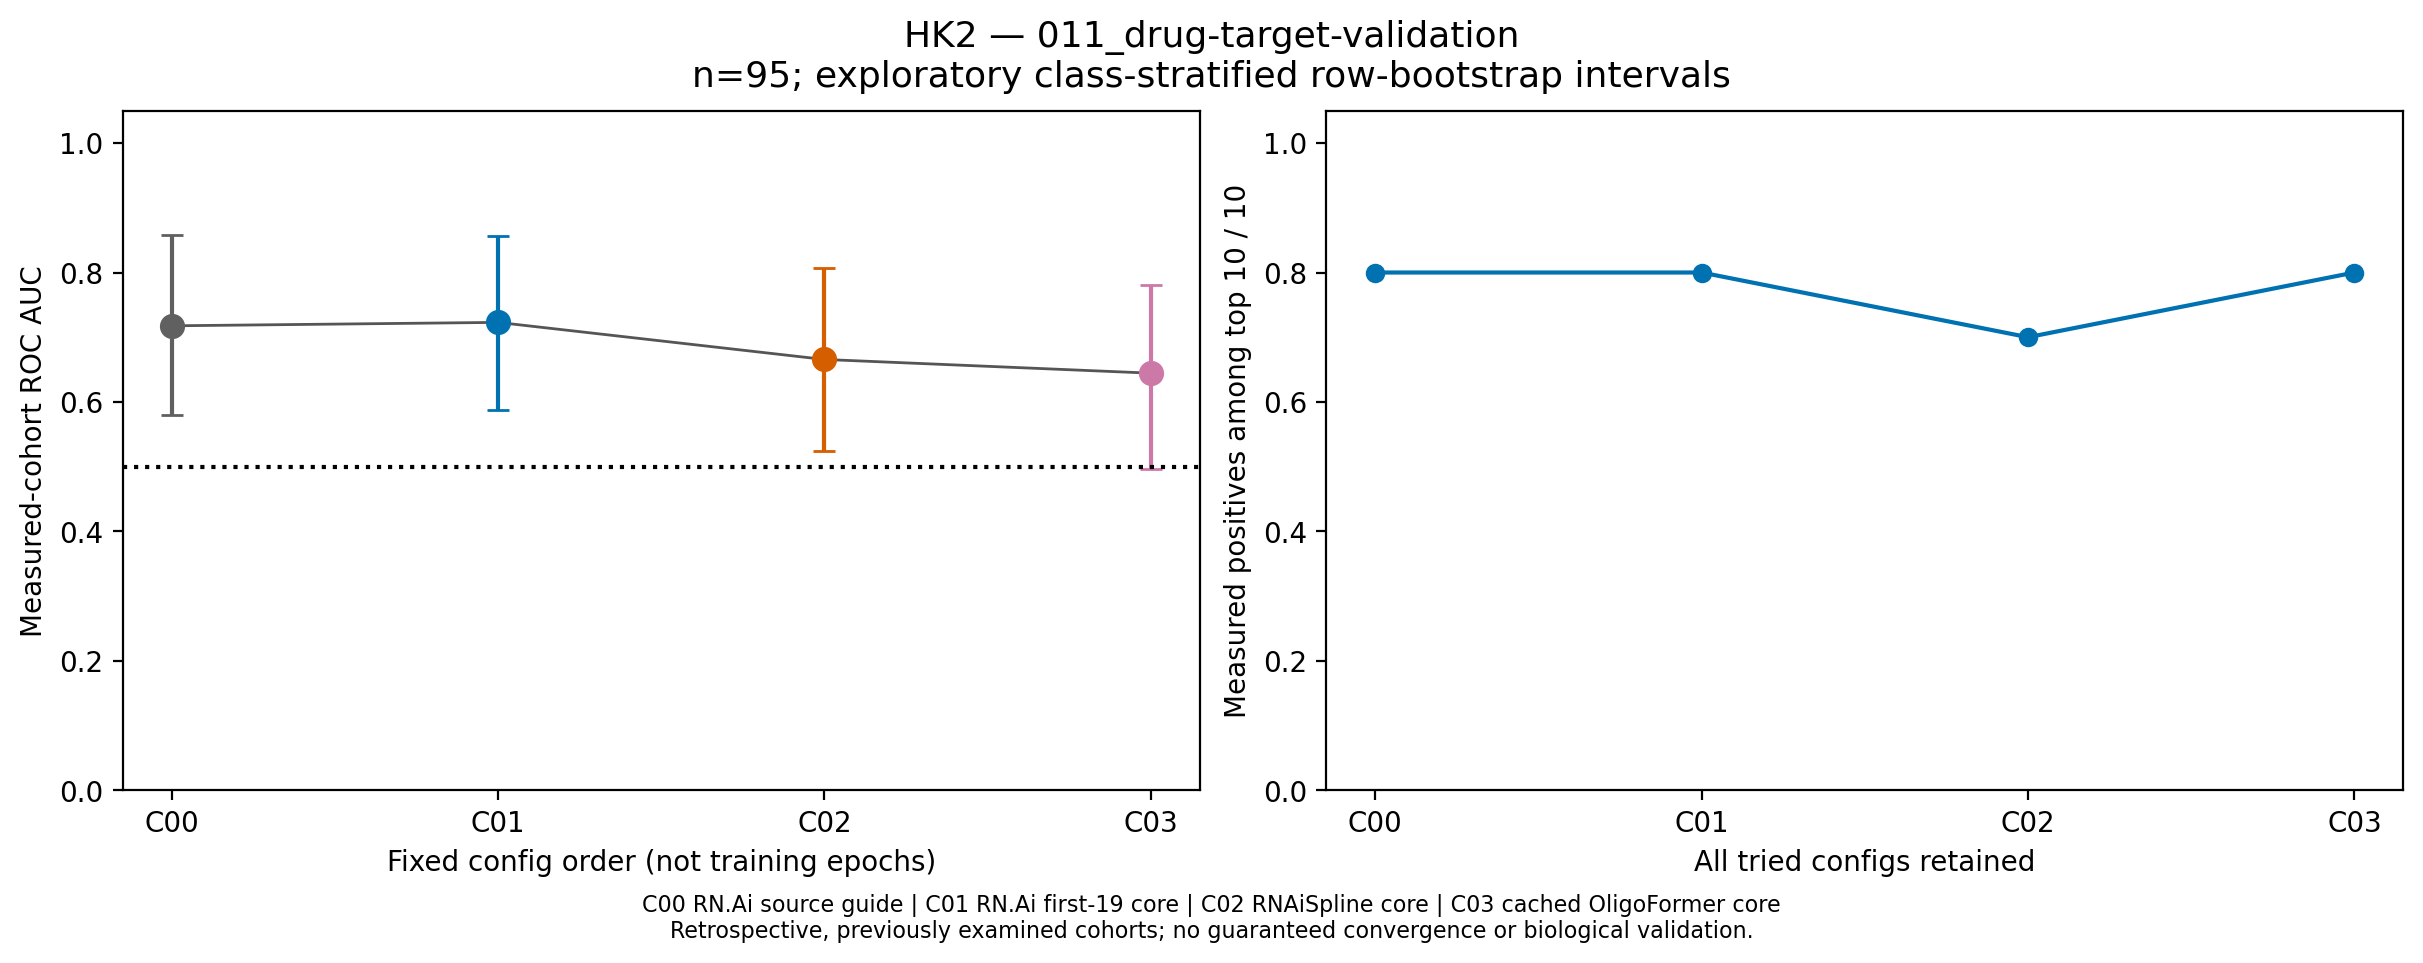 HK2 — 011_drug-target-validation
n=95; exploratory class-stratified row-bootstrap intervals
Measured-cohort ROC AUC
1.0
0.8
0.6
0.4
0.2
0.0
C00 C01 C02 C03
Fixed config order (not training epochs)
Measured positives among top 10 / 10
1.0
0.8
0.6
0.4
0.2
0.0
C00 C01 C02 C03
All tried configs retained
C00 RN.Ai source guide | C01 RN.Ai first-19 core | C02 RNAiSpline core | C03 cached OligoFormer core
Retrospective, previously examined cohorts; no guaranteed convergence or biological validation.